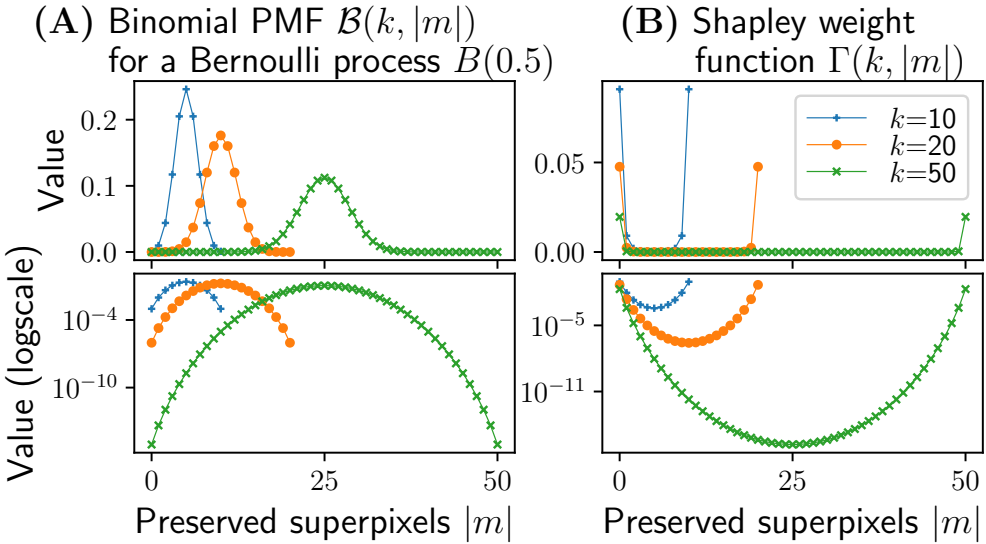 (A) Binomial PMF ℬ(k, |m|)
for a Bernoulli process B(0.5)
(B) Shapley weight
function Γ(k, |m|)
Value
0.2
0.1
0.0
0.05
0.00
k=10
k=20
k=50
Value (logscale)
10⁻⁴
10⁻¹⁰
10⁻⁵
10⁻¹¹
0 25 50
0 25 50
Preserved superpixels |m|
Preserved superpixels |m|